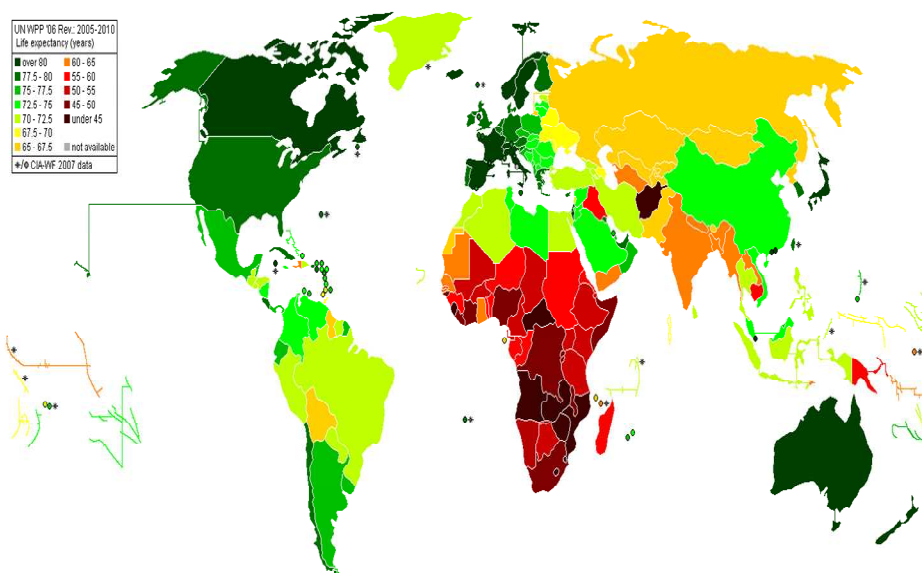 UN WPP '06 Rev.: 2005-2010
Life expectancy (years)
over 80
77.5 - 80
75 - 77.5
72.5 - 75
70 - 72.5
67.5 - 70
65 - 67.5
60 - 65
55 - 60
50 - 55
45 - 50
under 45
not available
*/o CIA-WF 2007 data